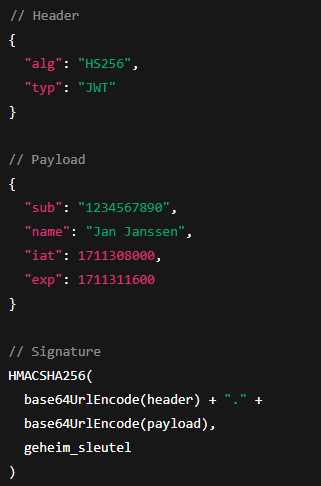 // Header
{
"alg": "HS256",
"typ": "JWT"
}
// Payload
{
"sub": "1234567890",
"name": "Jan Janssen",
"iat": 1711308000,
"exp": 1711311600
}
// Signature
HMACSHA256(
base64UrlEncode(header) + "." +
base64UrlEncode(payload),
geheim_sleutel
)